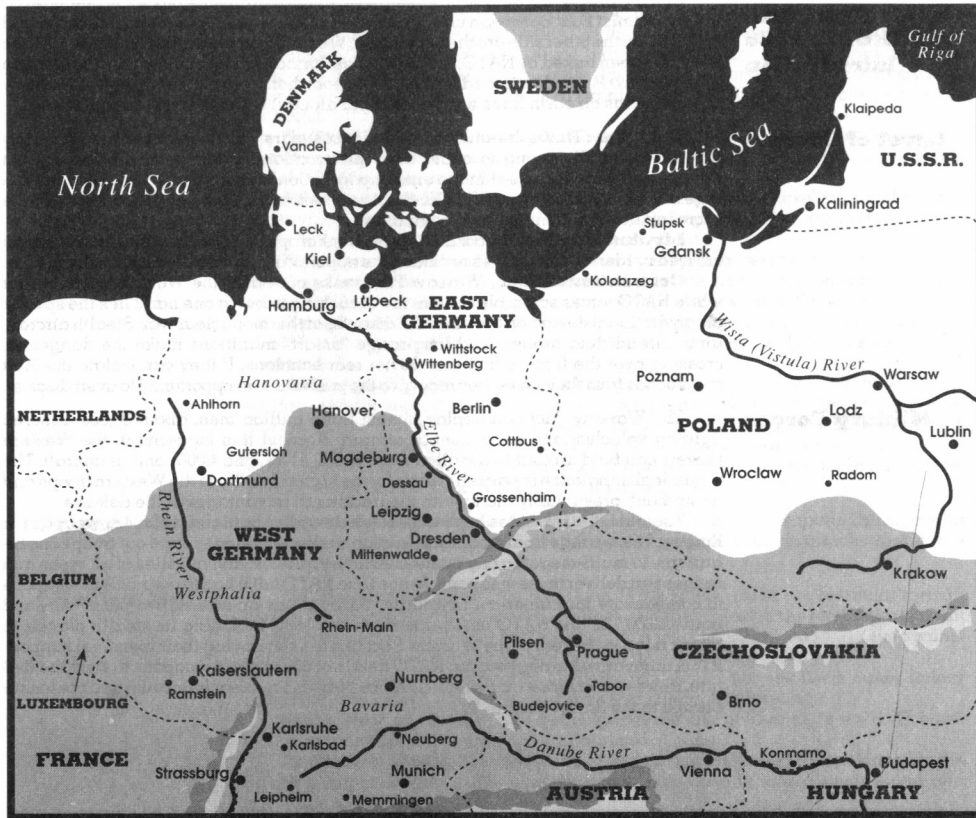 Gulf of
Riga
DENMARK
SWEDEN
Klaipeda
Vandel
Baltic Sea
U.S.S.R.
North Sea
Kaliningrad
Leck
Stupsk
Gdansk
Kiel
Kolobrzeg
Lübeck
Hamburg
EAST
GERMANY
Wisla (Vistula) River
Wittstock
Wittenberg
Hanovaria
Poznam
Warsaw
Ahlhorn
Berlin
NETHERLANDS
Hanover
POLAND
Lodz
Elbe River
Cottbus
Lublin
Gutersloh
Magdeburg
Dortmund
Dessau
Wroclaw
Radom
Grossenhaim
Rhein River
Leipzig
WEST
GERMANY
Dresden
Mittenwalde
BELGIUM
Krakow
Westphalia
Rhein-Main
Pilsen
Prague
CZECHOSLOVAKIA
Kaiserslautern
Nurnberg
Ramstein
Tabor
LUXEMBOURG
Brno
Bavaria
Budejovice
Karlsruhe
Neuberg
Karlsbad
Danube River
FRANCE
Konmarno
Strassburg
Munich
Vienna
Budapest
Leipheim
AUSTRIA
HUNGARY
Memmingen